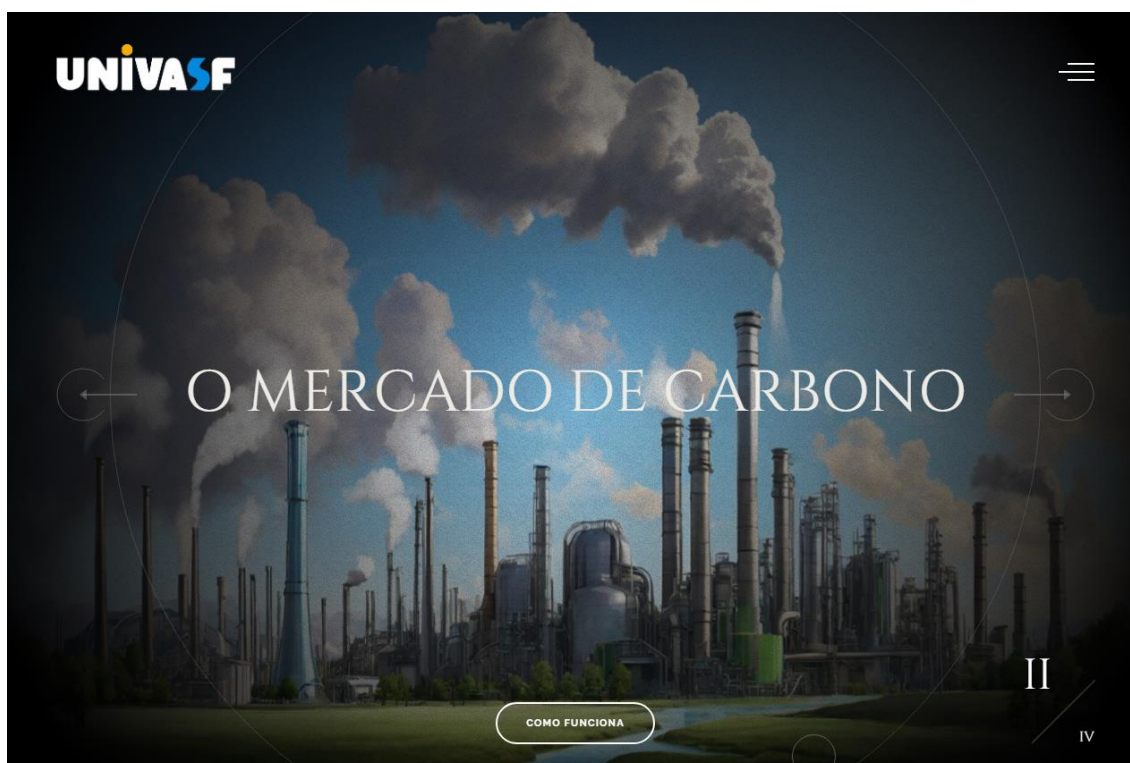 UNIVASF
O MERCADO DE CARBONO
II
COMO FUNCIONA
IV